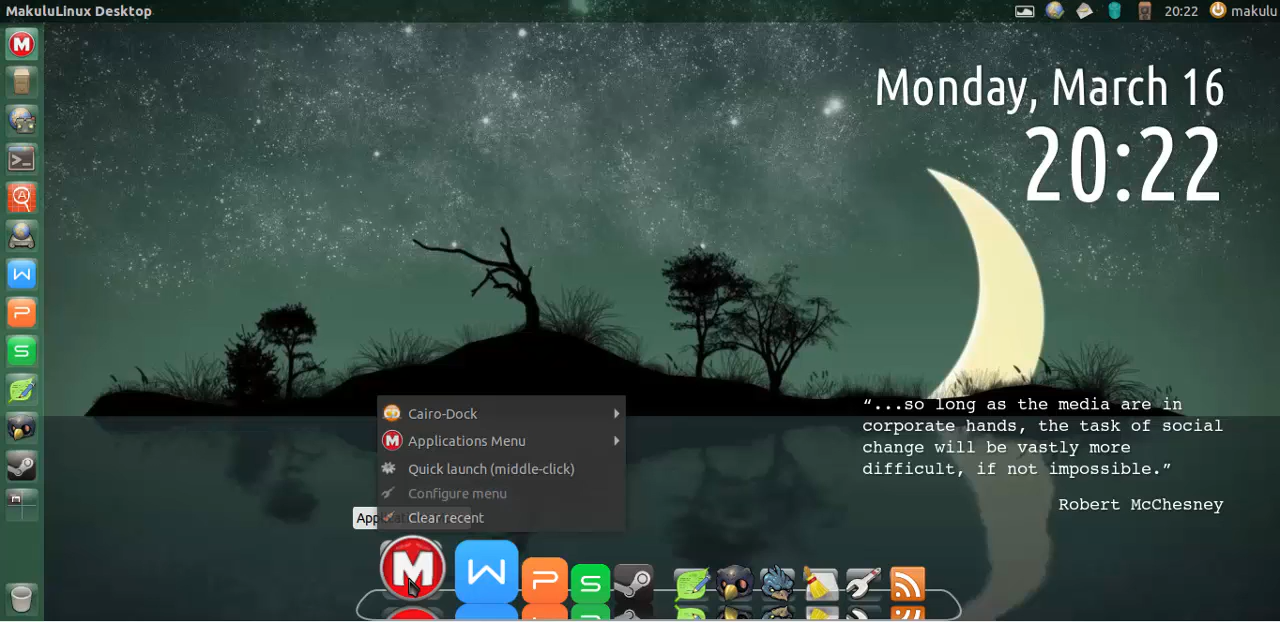 MakuluLinux Desktop
20:22
makulu
Monday, March 16
20:22
“...so long as the media are in
corporate hands, the task of social
change will be vastly more
difficult, if not impossible.”
Robert McChesney
Cairo-Dock
Applications Menu
Quick launch (middle-click)
Configure menu
Clear recent
M
W
P
S